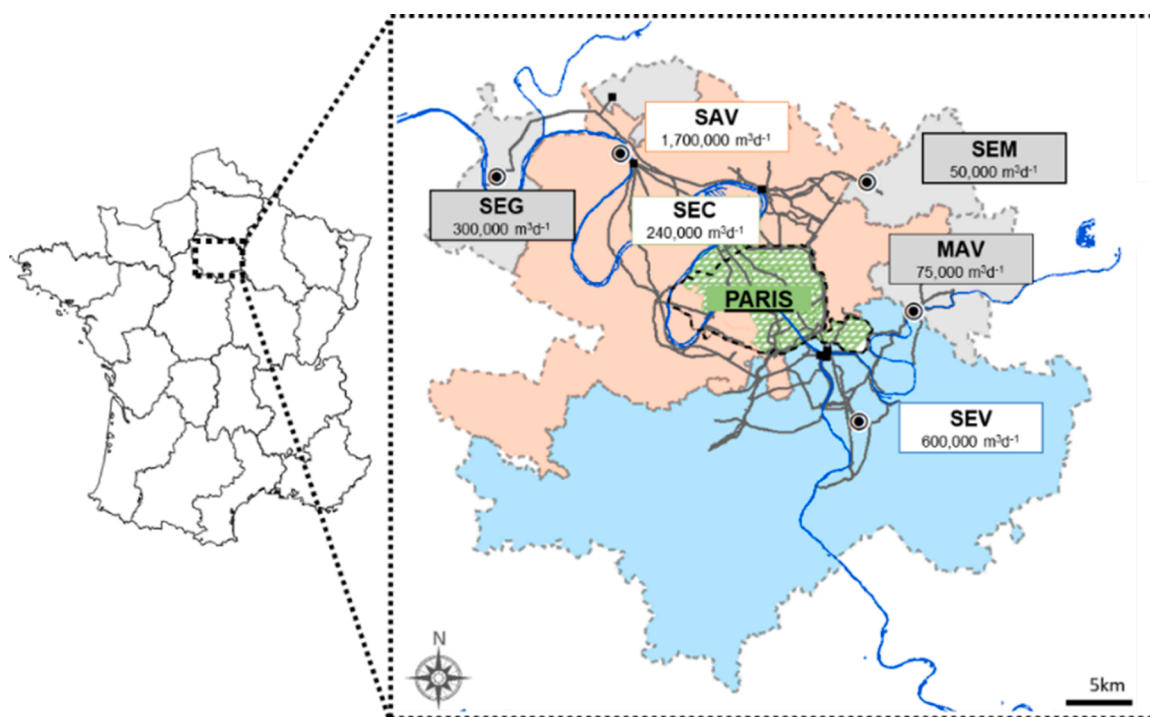 SAV
1,700,000 m³d⁻¹
SEM
50,000 m³d⁻¹
SEG
300,000 m³d⁻¹
SEC
240,000 m³d⁻¹
MAV
75,000 m³d⁻¹
PARIS
SEV
600,000 m³d⁻¹
N
5km